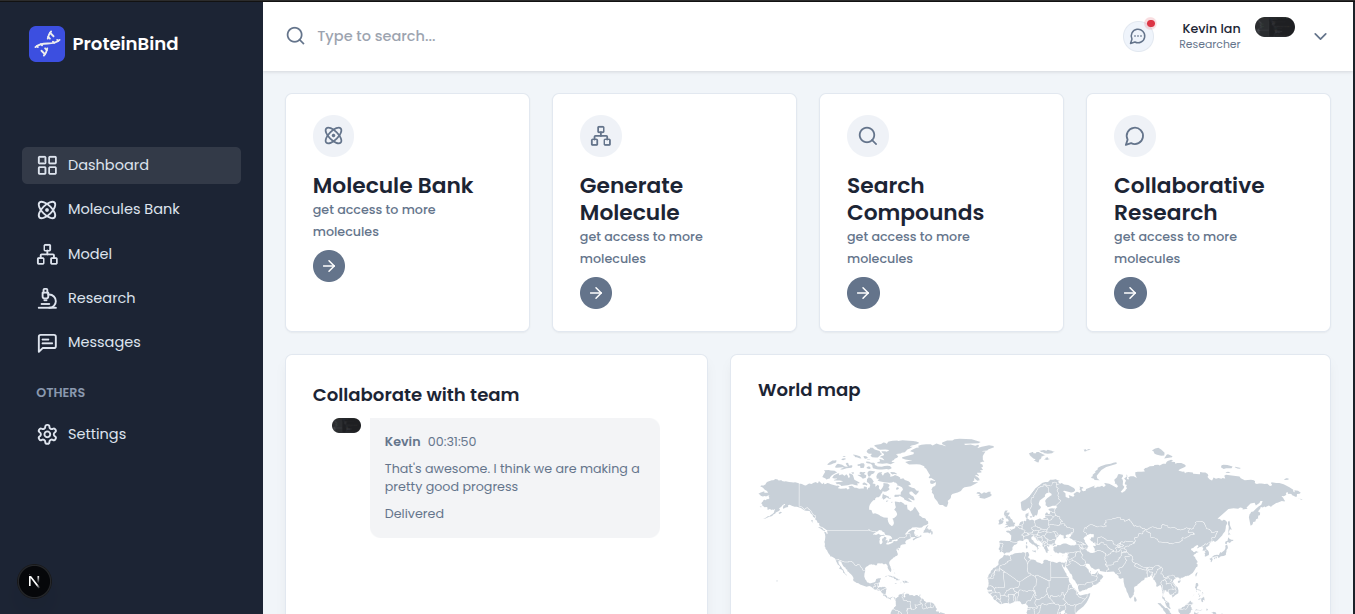 ProteinBind
Type to search...
Kevin Ian
Researcher
Dashboard
Molecules Bank
Model
Research
Messages
OTHERS
Settings
N
Molecule Bank
get access to more
molecules
Generate
Molecule
get access to more
molecules
Search
Compounds
get access to more
molecules
Collaborative
Research
get access to more
molecules
Collaborate with team
Kevin 00:31:50
That's awesome. I think we are making a
pretty good progress
Delivered
World map